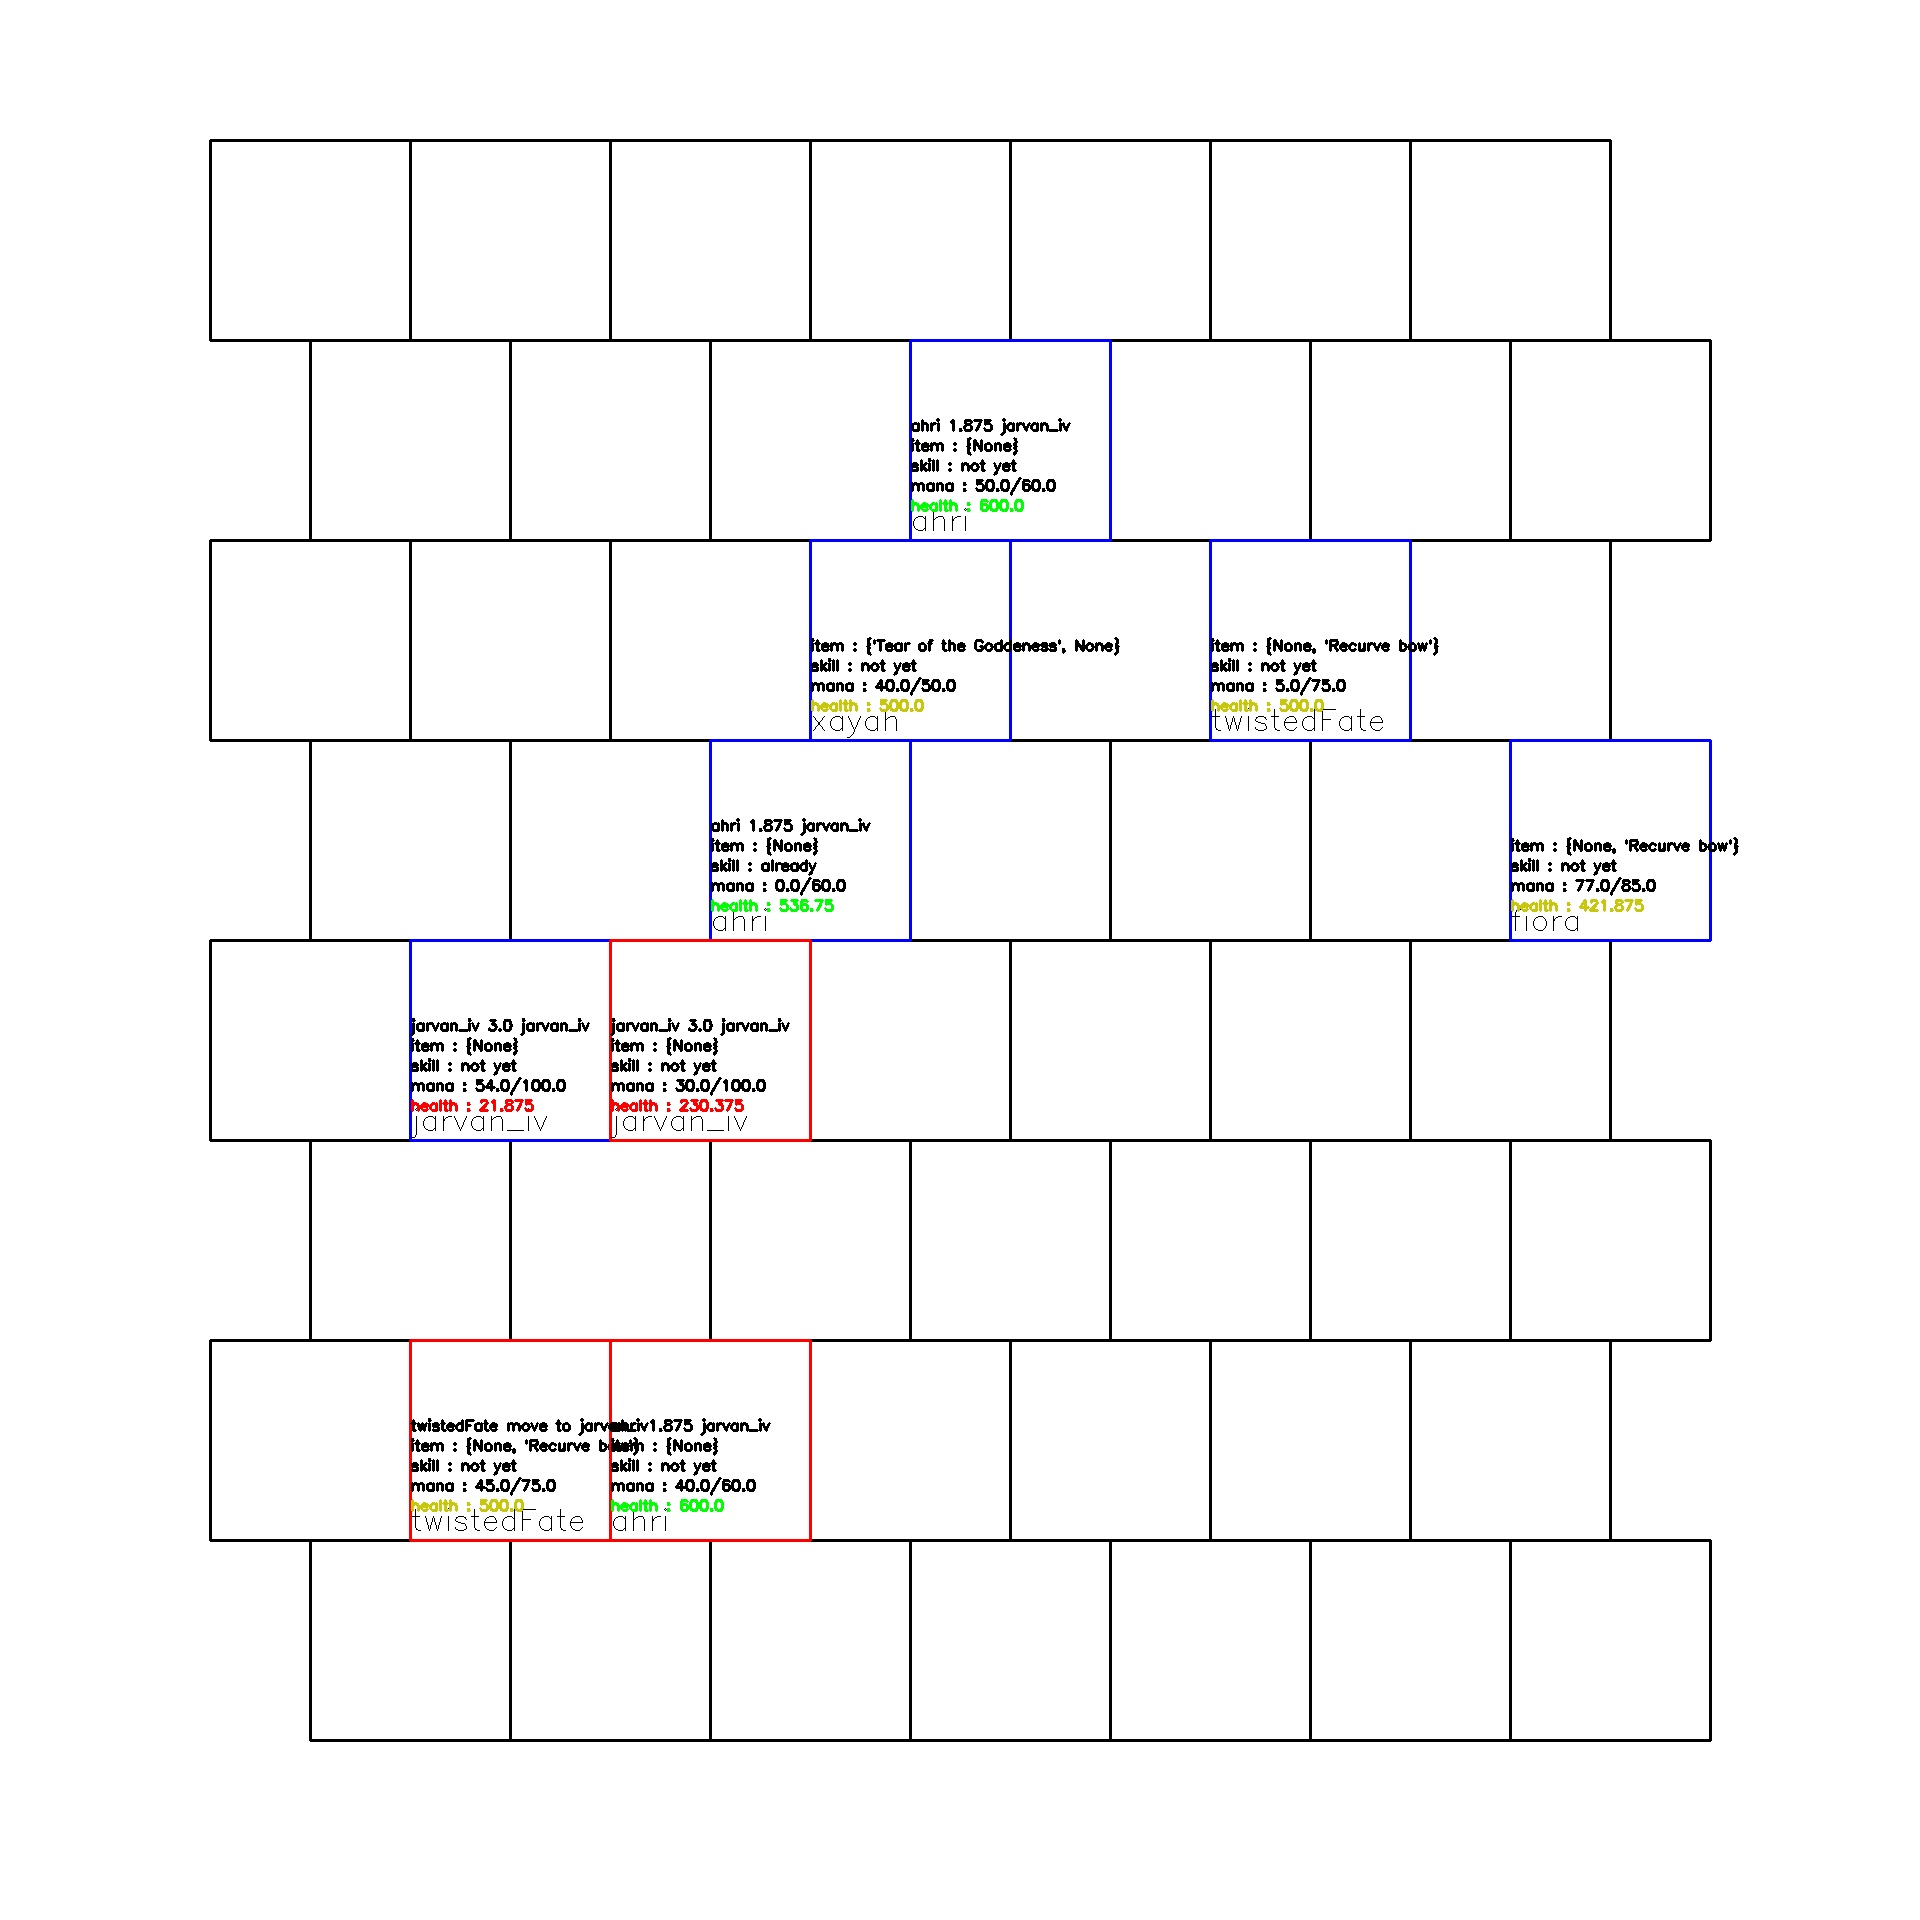 ahri 1.875 jarvan_iv
item : {None}
skill : not yet
mana : 50.0/60.0
health : 600.0
ahri
item : {'Tear of the Goddeness', None}
skill : not yet
mana : 40.0/50.0
health : 500.0
xayah
item : {None, 'Recurve bow'}
skill : not yet
mana : 5.0/75.0
health : 500.0
twistedFate
ahri 1.875 jarvan_iv
item : {None}
skill : already
mana : 0.0/60.0
health : 536.75
ahri
item : {None, 'Recurve bow'}
skill : not yet
mana : 77.0/85.0
health : 421.875
fiora
jarvan_iv 3.0 jarvan_iv
item : {None}
skill : not yet
mana : 54.0/100.0
health : 21.875
jarvan_iv
jarvan_iv 3.0 jarvan_iv
item : {None}
skill : not yet
mana : 30.0/100.0
health : 230.375
jarvan_iv
twistedFate move to jarvan_iv
item : {None, 'Recurve bow'}
skill : not yet
mana : 45.0/75.0
health : 500.0
twistedFate
ahri 1.875 jarvan_iv
item : {None}
skill : not yet
mana : 40.0/60.0
health : 600.0
ahri